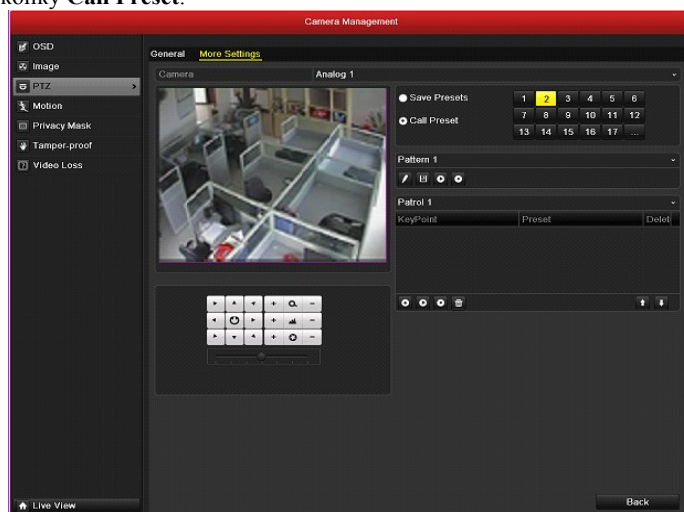 konky Call Preset.
Camera Management
OSD
Image
PTZ
Motion
Privacy Mask
Tamper-proof
Video Loss
Live View
General More Settings
Camera Analog 1
Save Presets
Call Preset
1 2 3 4 5 6
7 8 9 10 11 12
13 14 15 16 17 ...
Pattern 1
Patrol 1
KeyPoint Preset Delet
Back